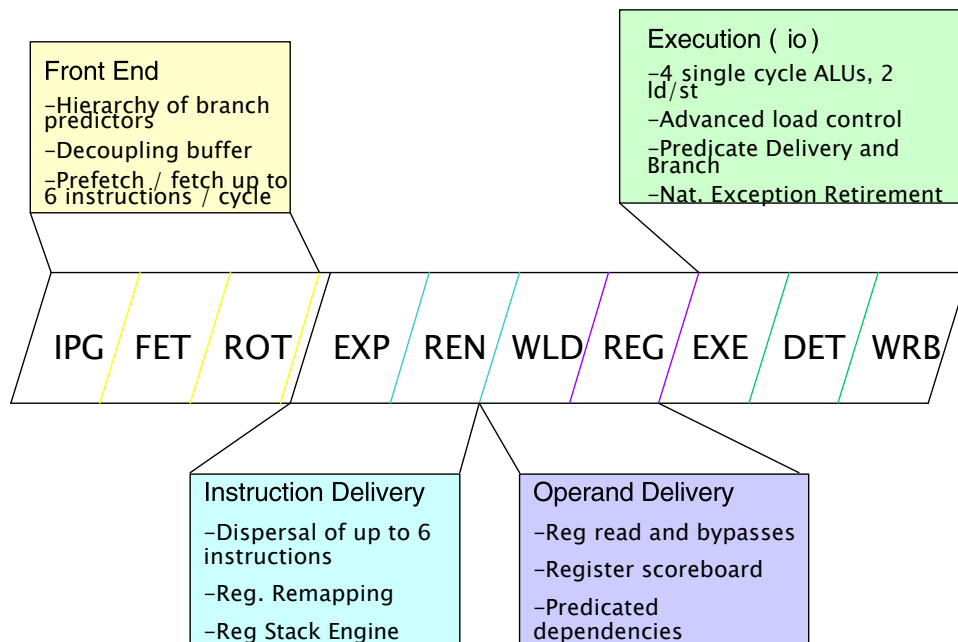 Front End
–Hierarchy of branch
predictors
–Decoupling buffer
–Prefetch / fetch up to
6 instructions / cycle
Execution ( io)
–4 single cycle ALUs, 2
ld/st
–Advanced load control
–Predicate Delivery and
Branch
–Nat. Exception Retirement
IPG FET ROT EXP REN WLD REG EXE DET WRB
Instruction Delivery
–Dispersal of up to 6
instructions
–Reg. Remapping
–Reg Stack Engine
Operand Delivery
–Reg read and bypasses
–Register scoreboard
–Predicated
dependencies